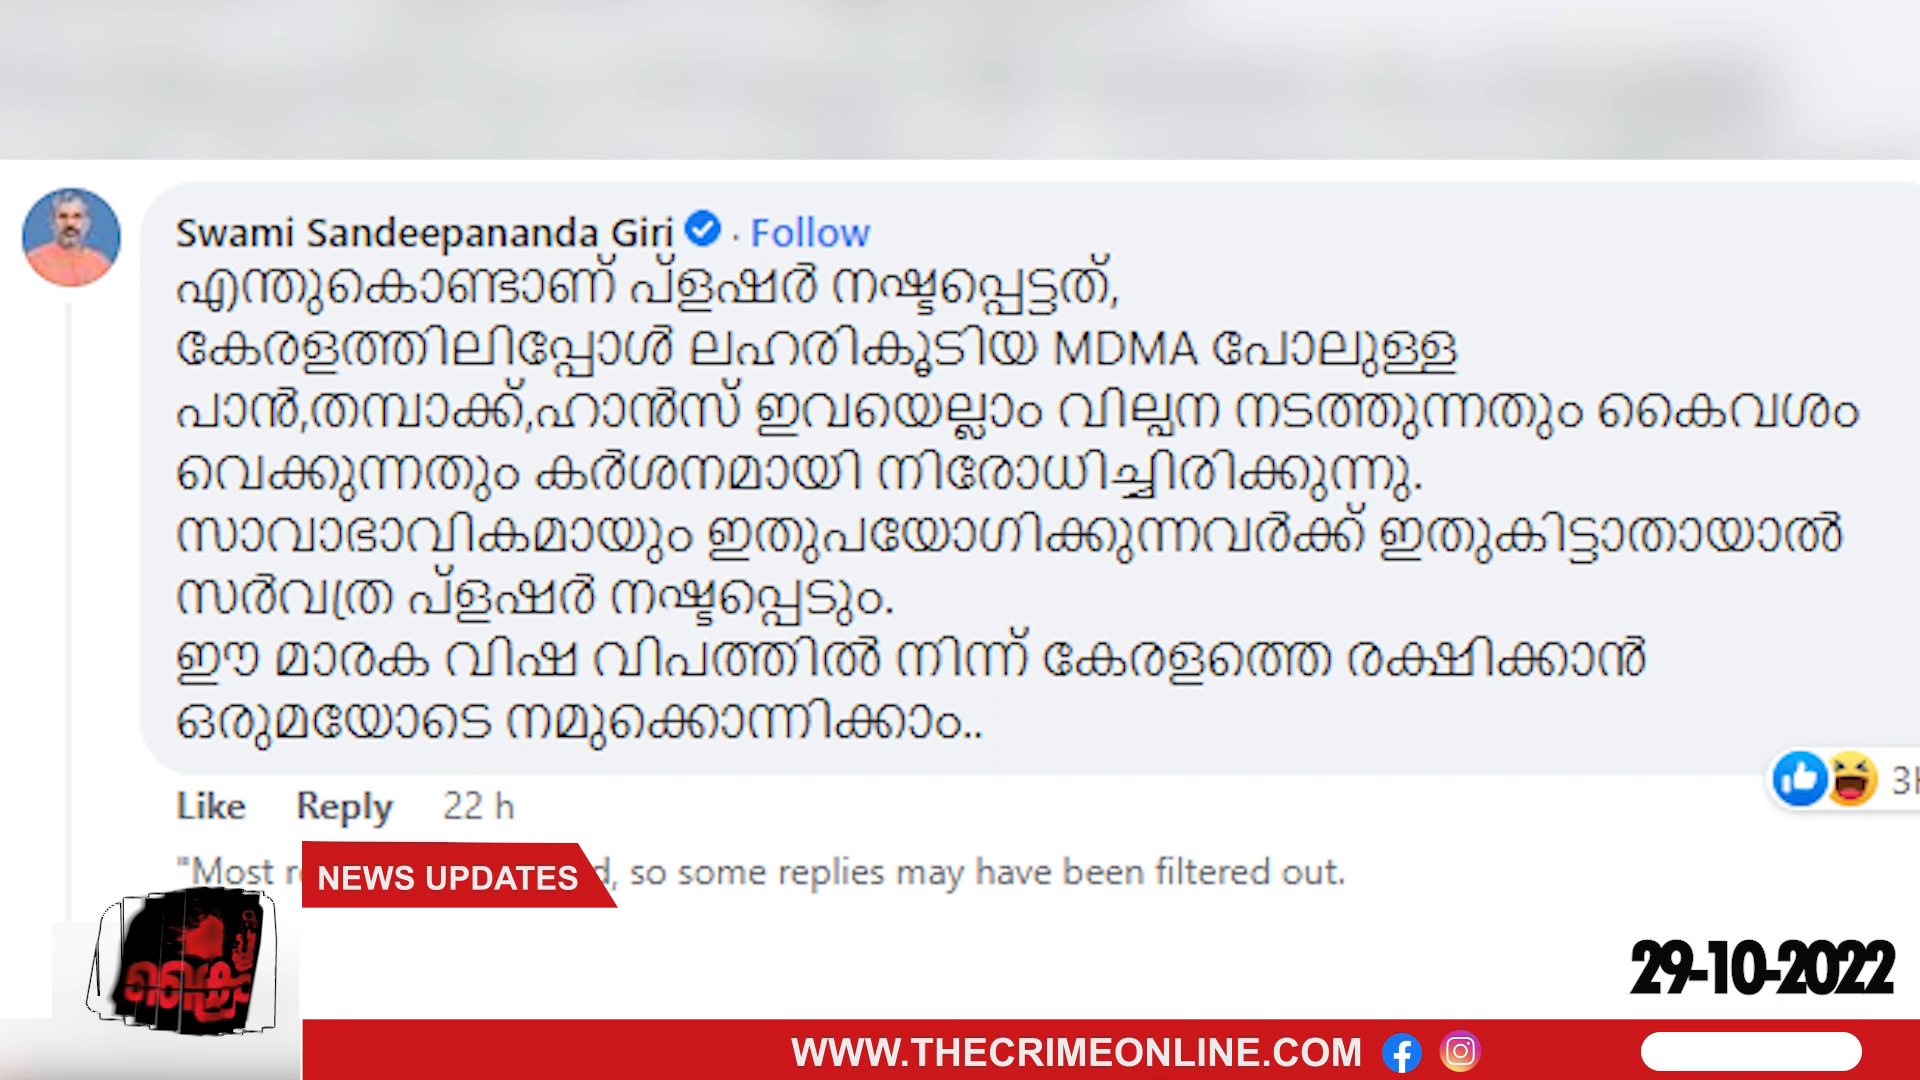 Swami Sandeepananda Giri · Follow
എന്തുകൊണ്ടാണ് പ്ളഷർ നഷ്ടപ്പെട്ടത്,
കേരളത്തിലിപ്പോൾ ലഹരികൂടിയ MDMA പോലുള്ള
പാൻ,തമ്പാക്ക്,ഹാൻസ് ഇവയെല്ലാം വില്പന നടത്തുന്നതും കൈവശം
വെക്കുന്നതും കർശനമായി നിരോധിച്ചിരിക്കുന്നു.
സാവാഭാവികമായും ഇതുപയോഗിക്കുന്നവർക്ക് ഇതുകിട്ടാതായാൽ
സർവത്ര പ്ളഷർ നഷ്ടപ്പെടും.
ഈ മാരക വിഷ വിപത്തിൽ നിന്ന് കേരളത്തെ രക്ഷിക്കാൻ
ഒരുമയോടെ നമുക്കൊന്നിക്കാം..
Like Reply 22 h
"Most so some replies may have been filtered out.
NEWS UPDATES
ക്രൈം
29-10-2022
WWW.THECRIMEONLINE.COM